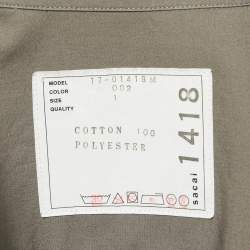 MODEL 17-01418M
COLOR 002
SIZE 1
QUALITY
COTTON 100
POLYESTER
sacai 1418